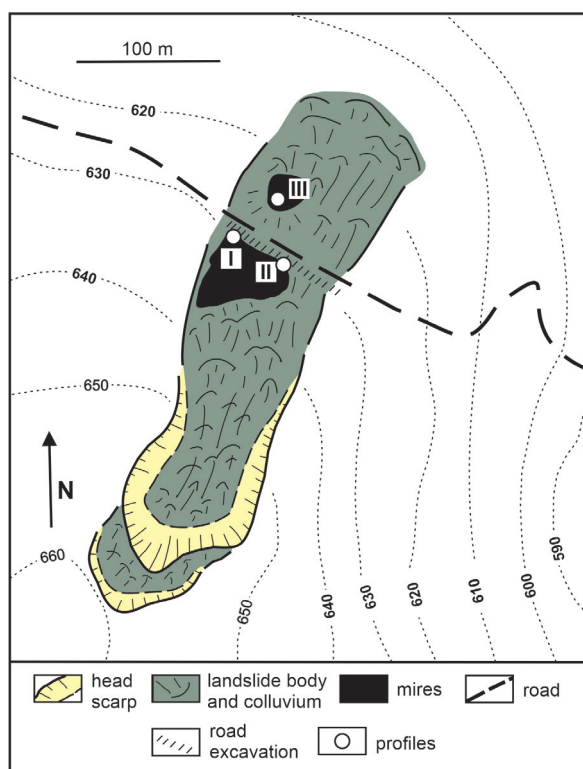 100 m
620
630
III
I
II
640
650
N
660
650
640
630
620
610
600
590
head
scarp
landslide body
and colluvium
mires
road
road
excavation
profiles